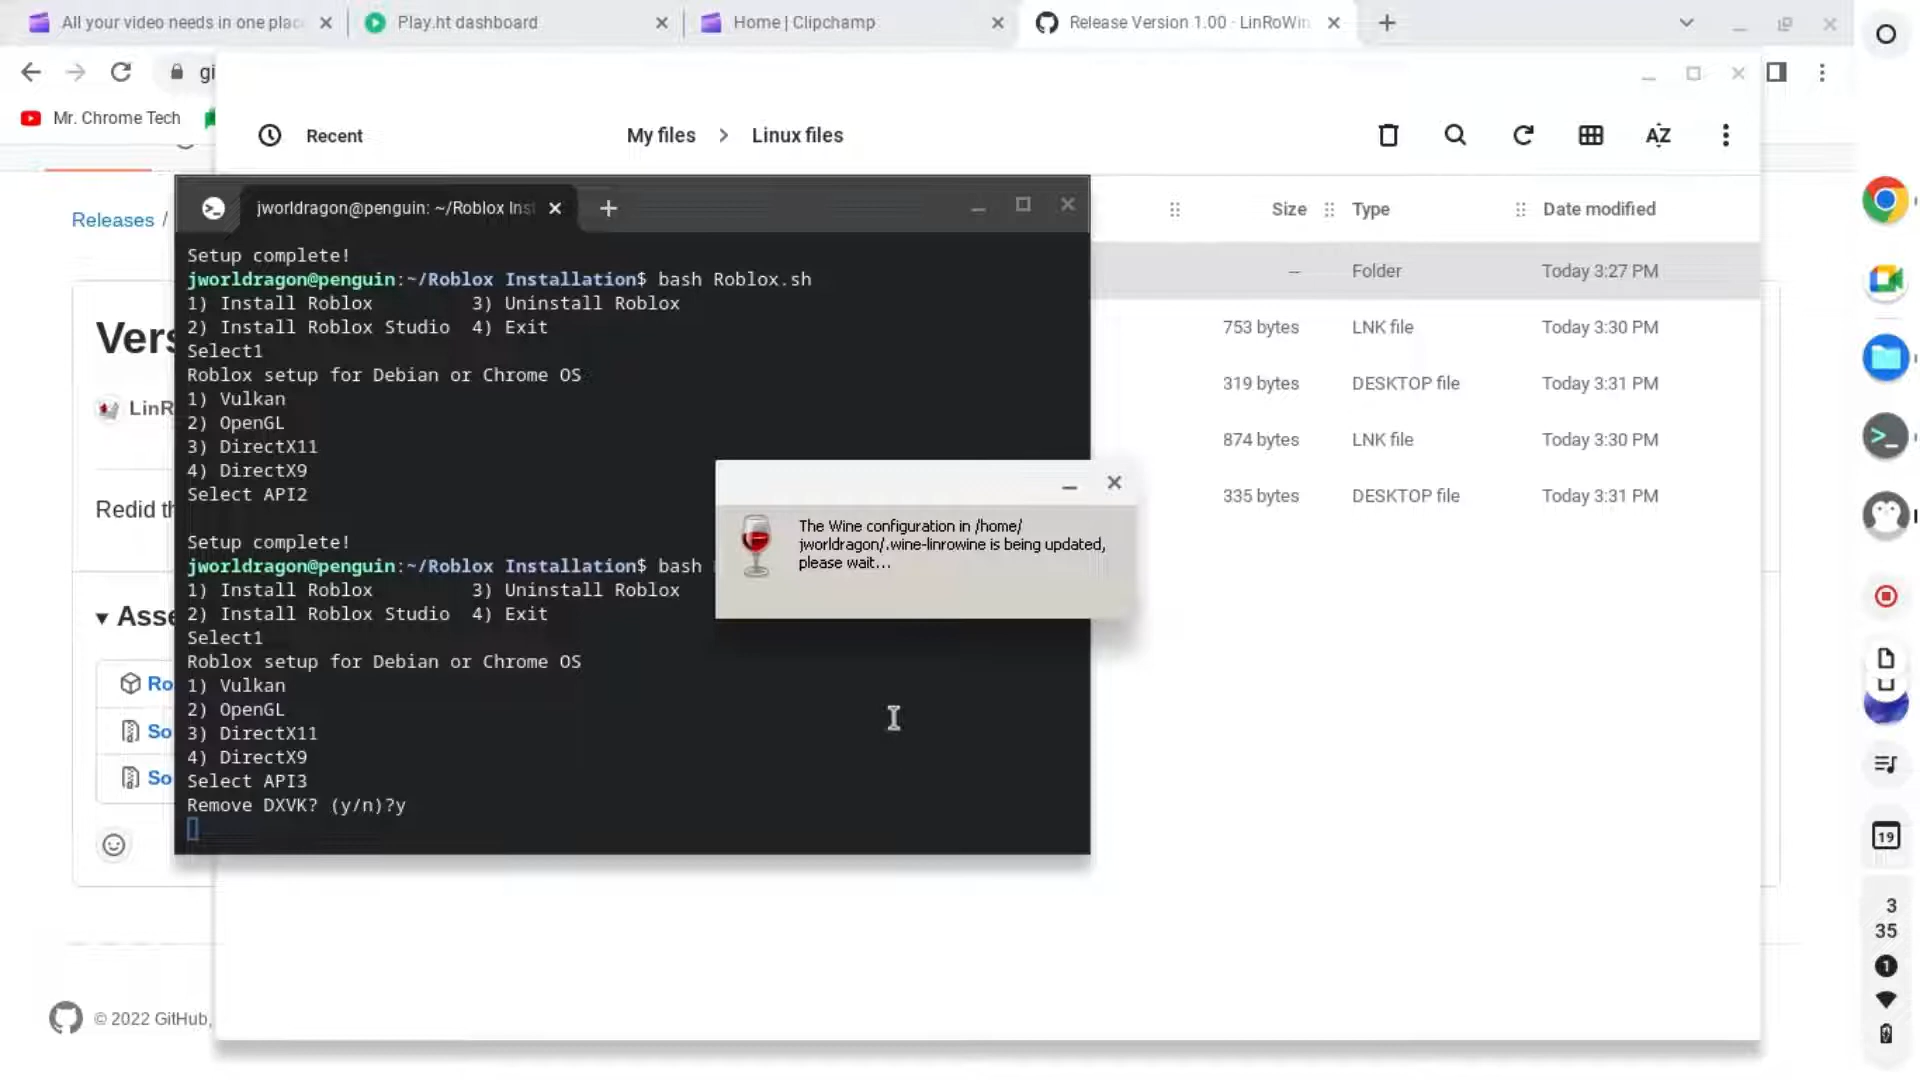 All your video needs in one plac
Play.ht dashboard
Home | Clipchamp
Release Version 1.00 · LinRoWin
gi
Mr. Chrome Tech
Recent
My files > Linux files
AZ
Releases /
jworldragon@penguin: ~/Roblox Ins
Size
Type
Date modified
-- Folder Today 3:27 PM
753 bytes LNK file Today 3:30 PM
319 bytes DESKTOP file Today 3:31 PM
874 bytes LNK file Today 3:30 PM
335 bytes DESKTOP file Today 3:31 PM
Vers
LinR
Redid th
Asse
Ro
So
So
Setup complete!
jworldragon@penguin:~/Roblox Installation$ bash Roblox.sh
1) Install Roblox 3) Uninstall Roblox
2) Install Roblox Studio 4) Exit
Select1
Roblox setup for Debian or Chrome OS
1) Vulkan
2) OpenGL
3) DirectX11
4) DirectX9
Select API2
Setup complete!
jworldragon@penguin:~/Roblox Installation$ bash
1) Install Roblox 3) Uninstall Roblox
2) Install Roblox Studio 4) Exit
Select1
Roblox setup for Debian or Chrome OS
1) Vulkan
2) OpenGL
3) DirectX11
4) DirectX9
Select API3
Remove DXVK? (y/n)?y
The Wine configuration in /home/
jworldragon/.wine-linrowine is being updated,
please wait...
© 2022 GitHub,
19
3
35
1